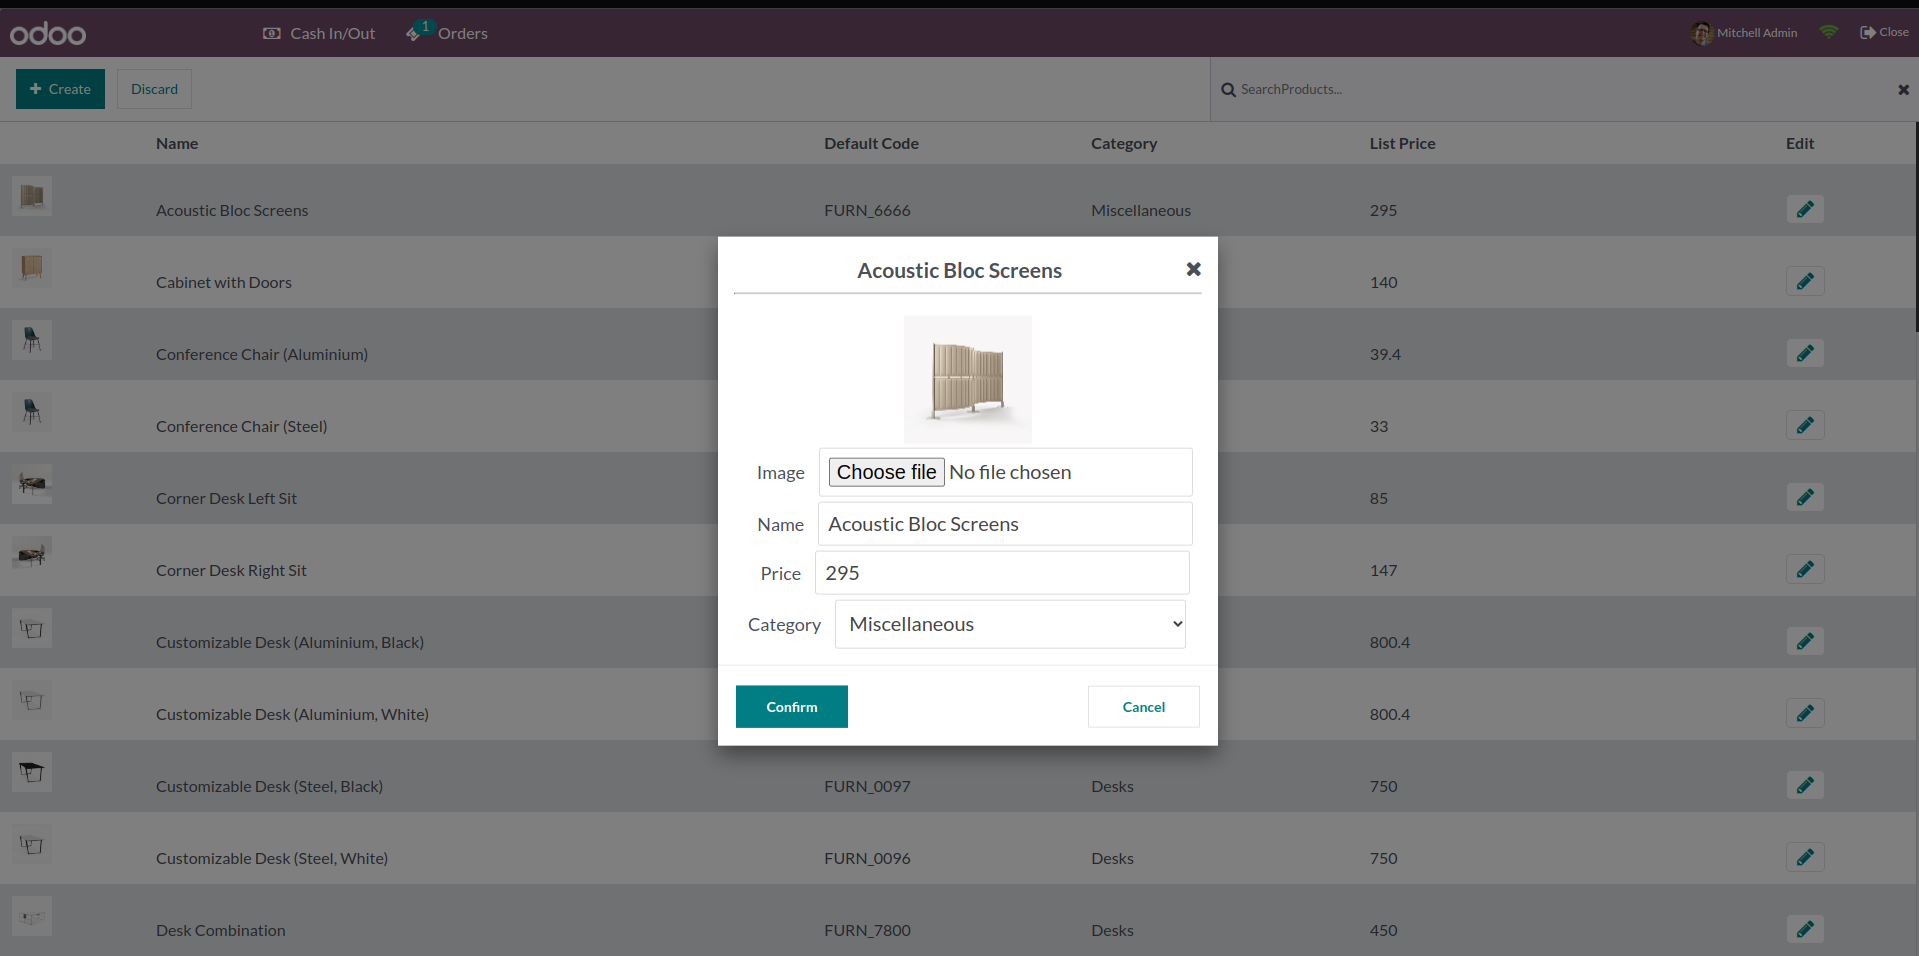 odoo
Cash In/Out
1
Orders
Mitchell Admin
Close
+ Create
Discard
SearchProducts...
Name Default Code Category List Price Edit
Acoustic Bloc Screens FURN_6666 Miscellaneous 295
Cabinet with Doors 140
Conference Chair (Aluminium) 39.4
Conference Chair (Steel) 33
Corner Desk Left Sit 85
Corner Desk Right Sit 147
Customizable Desk (Aluminium, Black) 800.4
Customizable Desk (Aluminium, White) 800.4
Customizable Desk (Steel, Black) FURN_0097 Desks 750
Customizable Desk (Steel, White) FURN_0096 Desks 750
Desk Combination FURN_7800 Desks 450
Acoustic Bloc Screens
Image Choose file No file chosen
Name Acoustic Bloc Screens
Price 295
Category Miscellaneous
Confirm Cancel